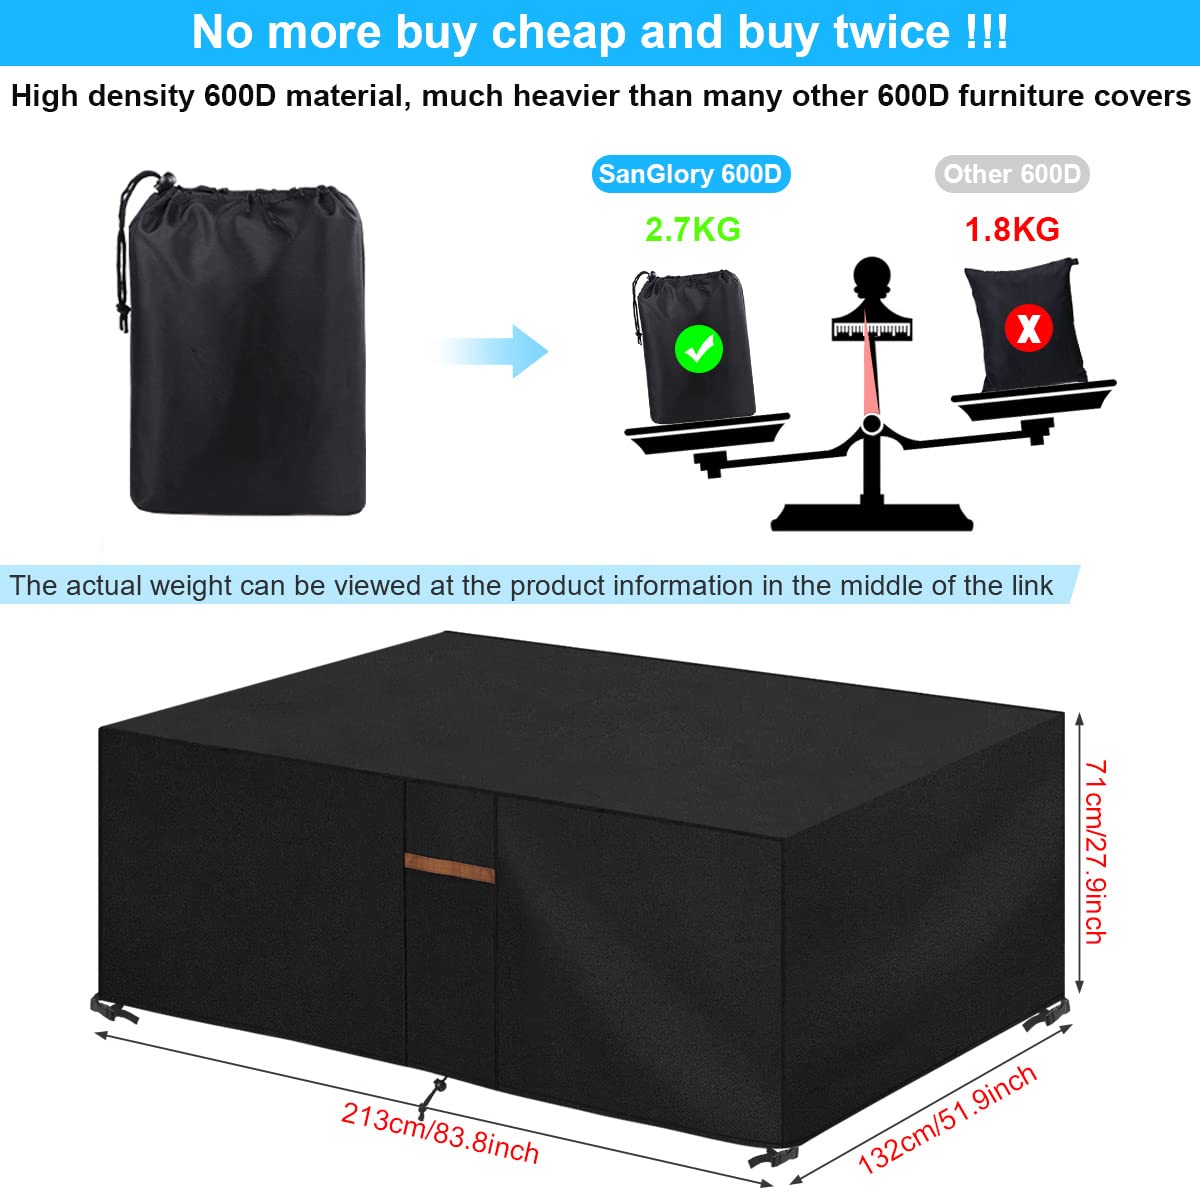 No more buy cheap and buy twice !!!
High density 600D material, much heavier than many other 600D furniture covers
SanGlory 600D
Other 600D
2.7KG
1.8KG
X
The actual weight can be viewed at the product information in the middle of the link
71cm/27.9inch
213cm/83.8inch
132cm/51.9inch